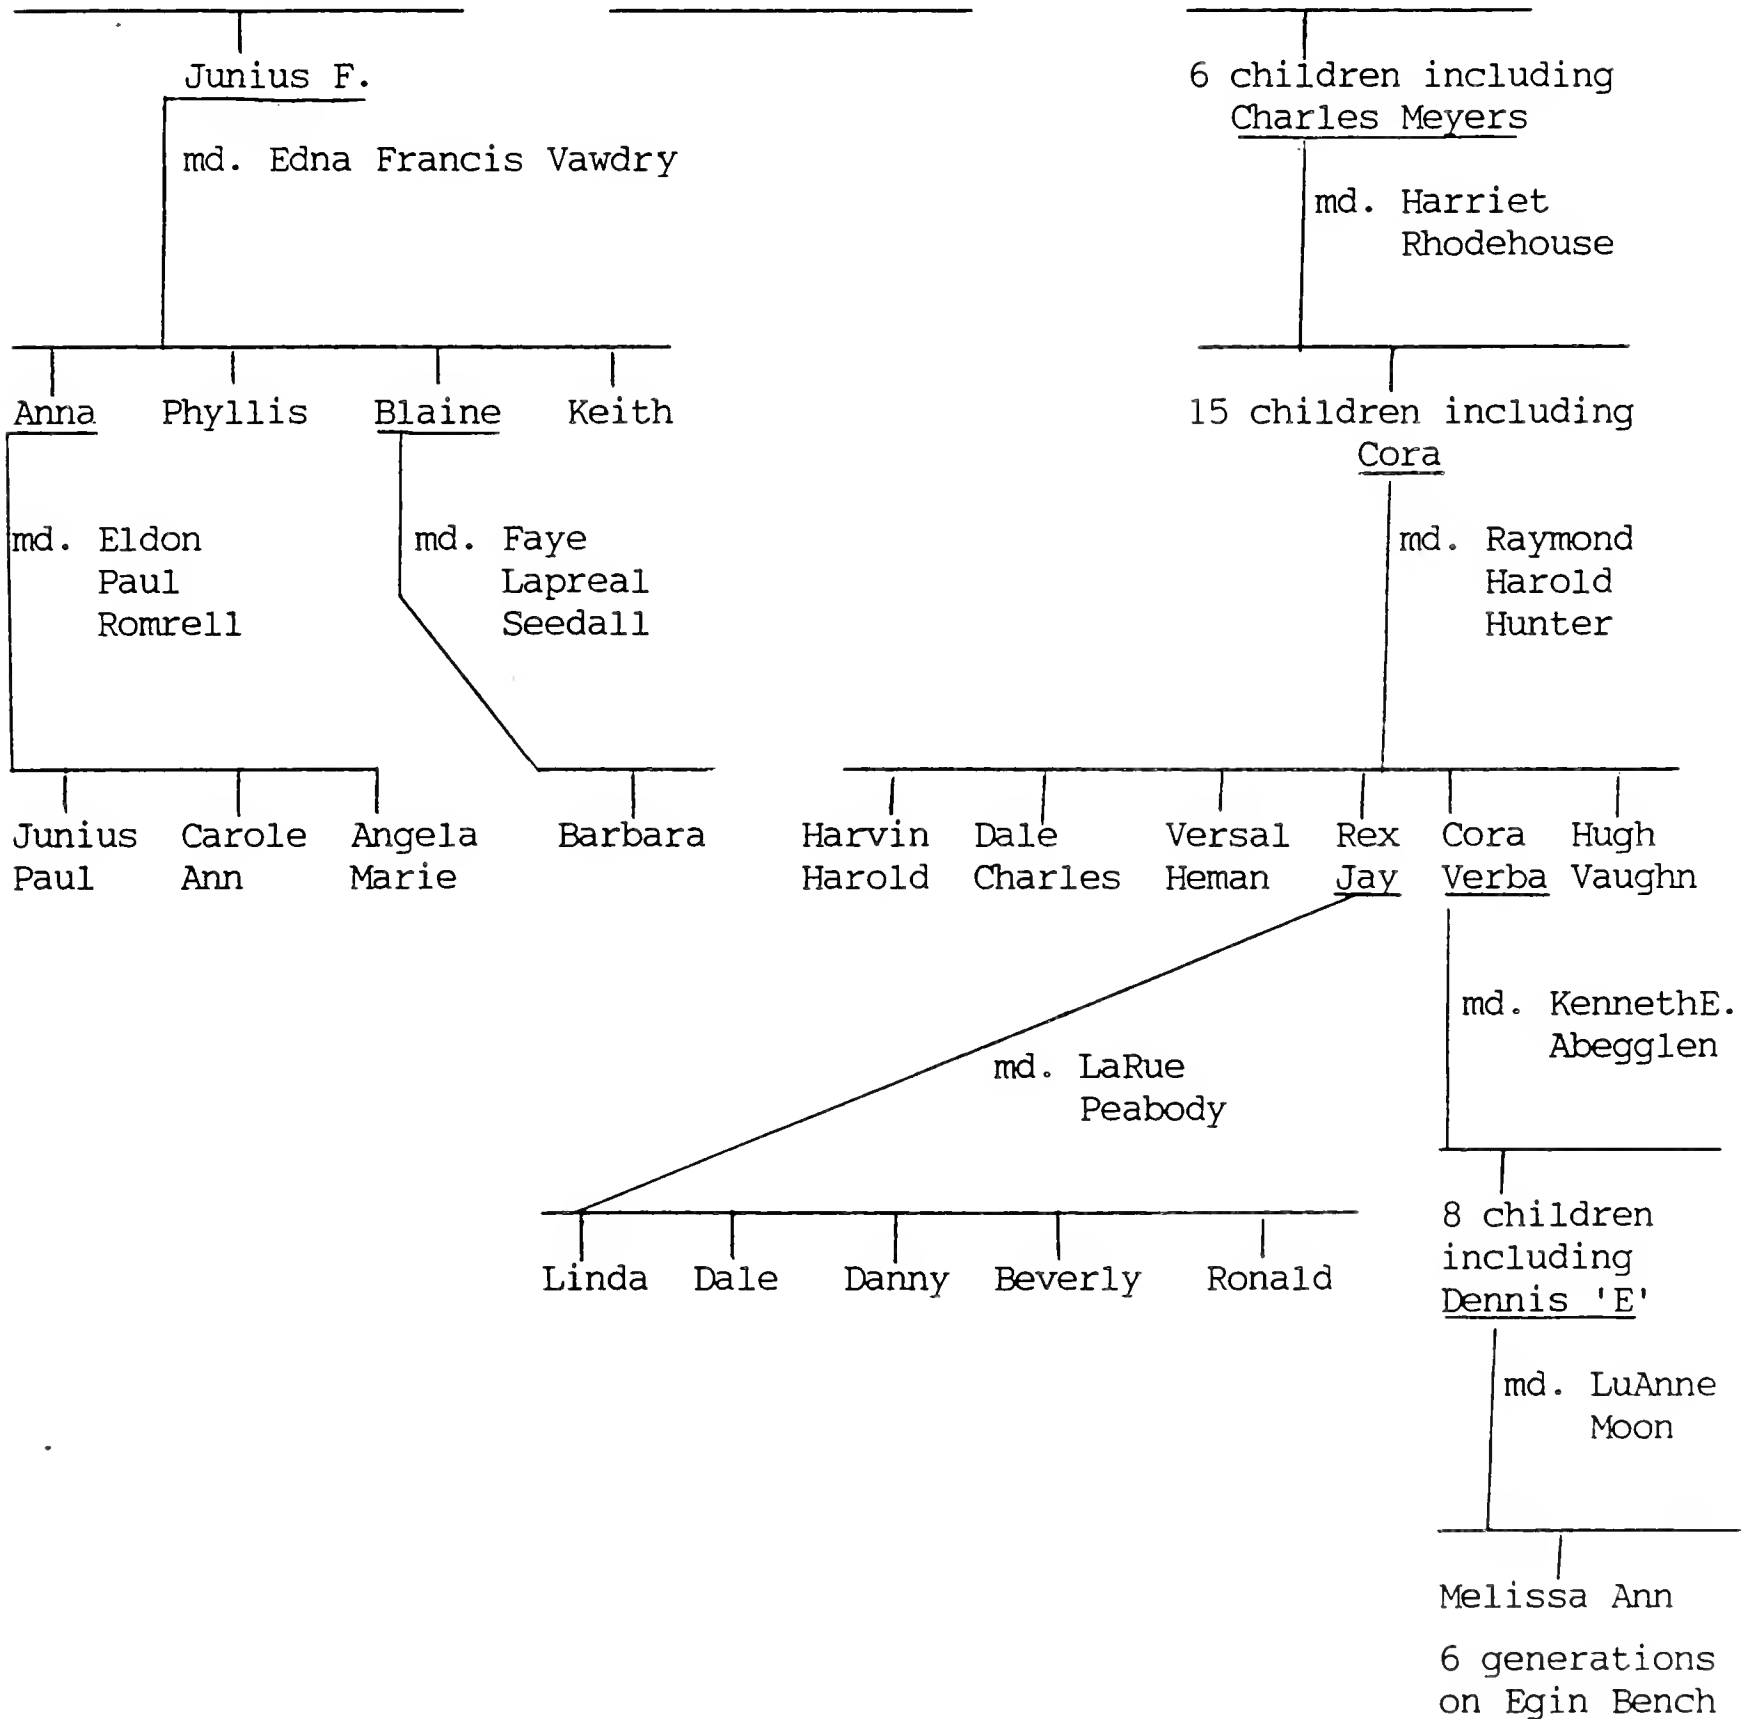 Junius F.
md. Edna Francis Vawdry
6 children including
Charles Meyers
md. Harriet
Rhodehouse
Anna Phyllis Blaine Keith
15 children including
Cora
md. Eldon
Paul
Romrell
md. Faye
Lapreal
Seedall
md. Raymond
Harold
Hunter
Junius
Paul
Carole
Ann
Angela
Marie
Barbara
Harvin
Harold
Dale
Charles
Versal
Heman
Rex
Jay
Cora
Verba
Hugh
Vaughn
md. LaRue
Peabody
md. KennethE.
Abegglen
Linda Dale Danny Beverly Ronald
8 children
including
Dennis 'E'
md. LuAnne
Moon
Melissa Ann
6 generations
on Egin Bench